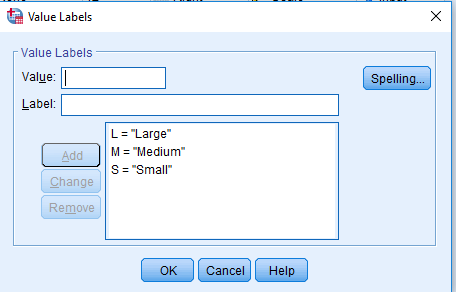 Value Labels
Value Labels
Value:
Spelling...
Label:
L = "Large"
M = "Medium"
S = "Small"
Add
Change
Remove
OK Cancel Help